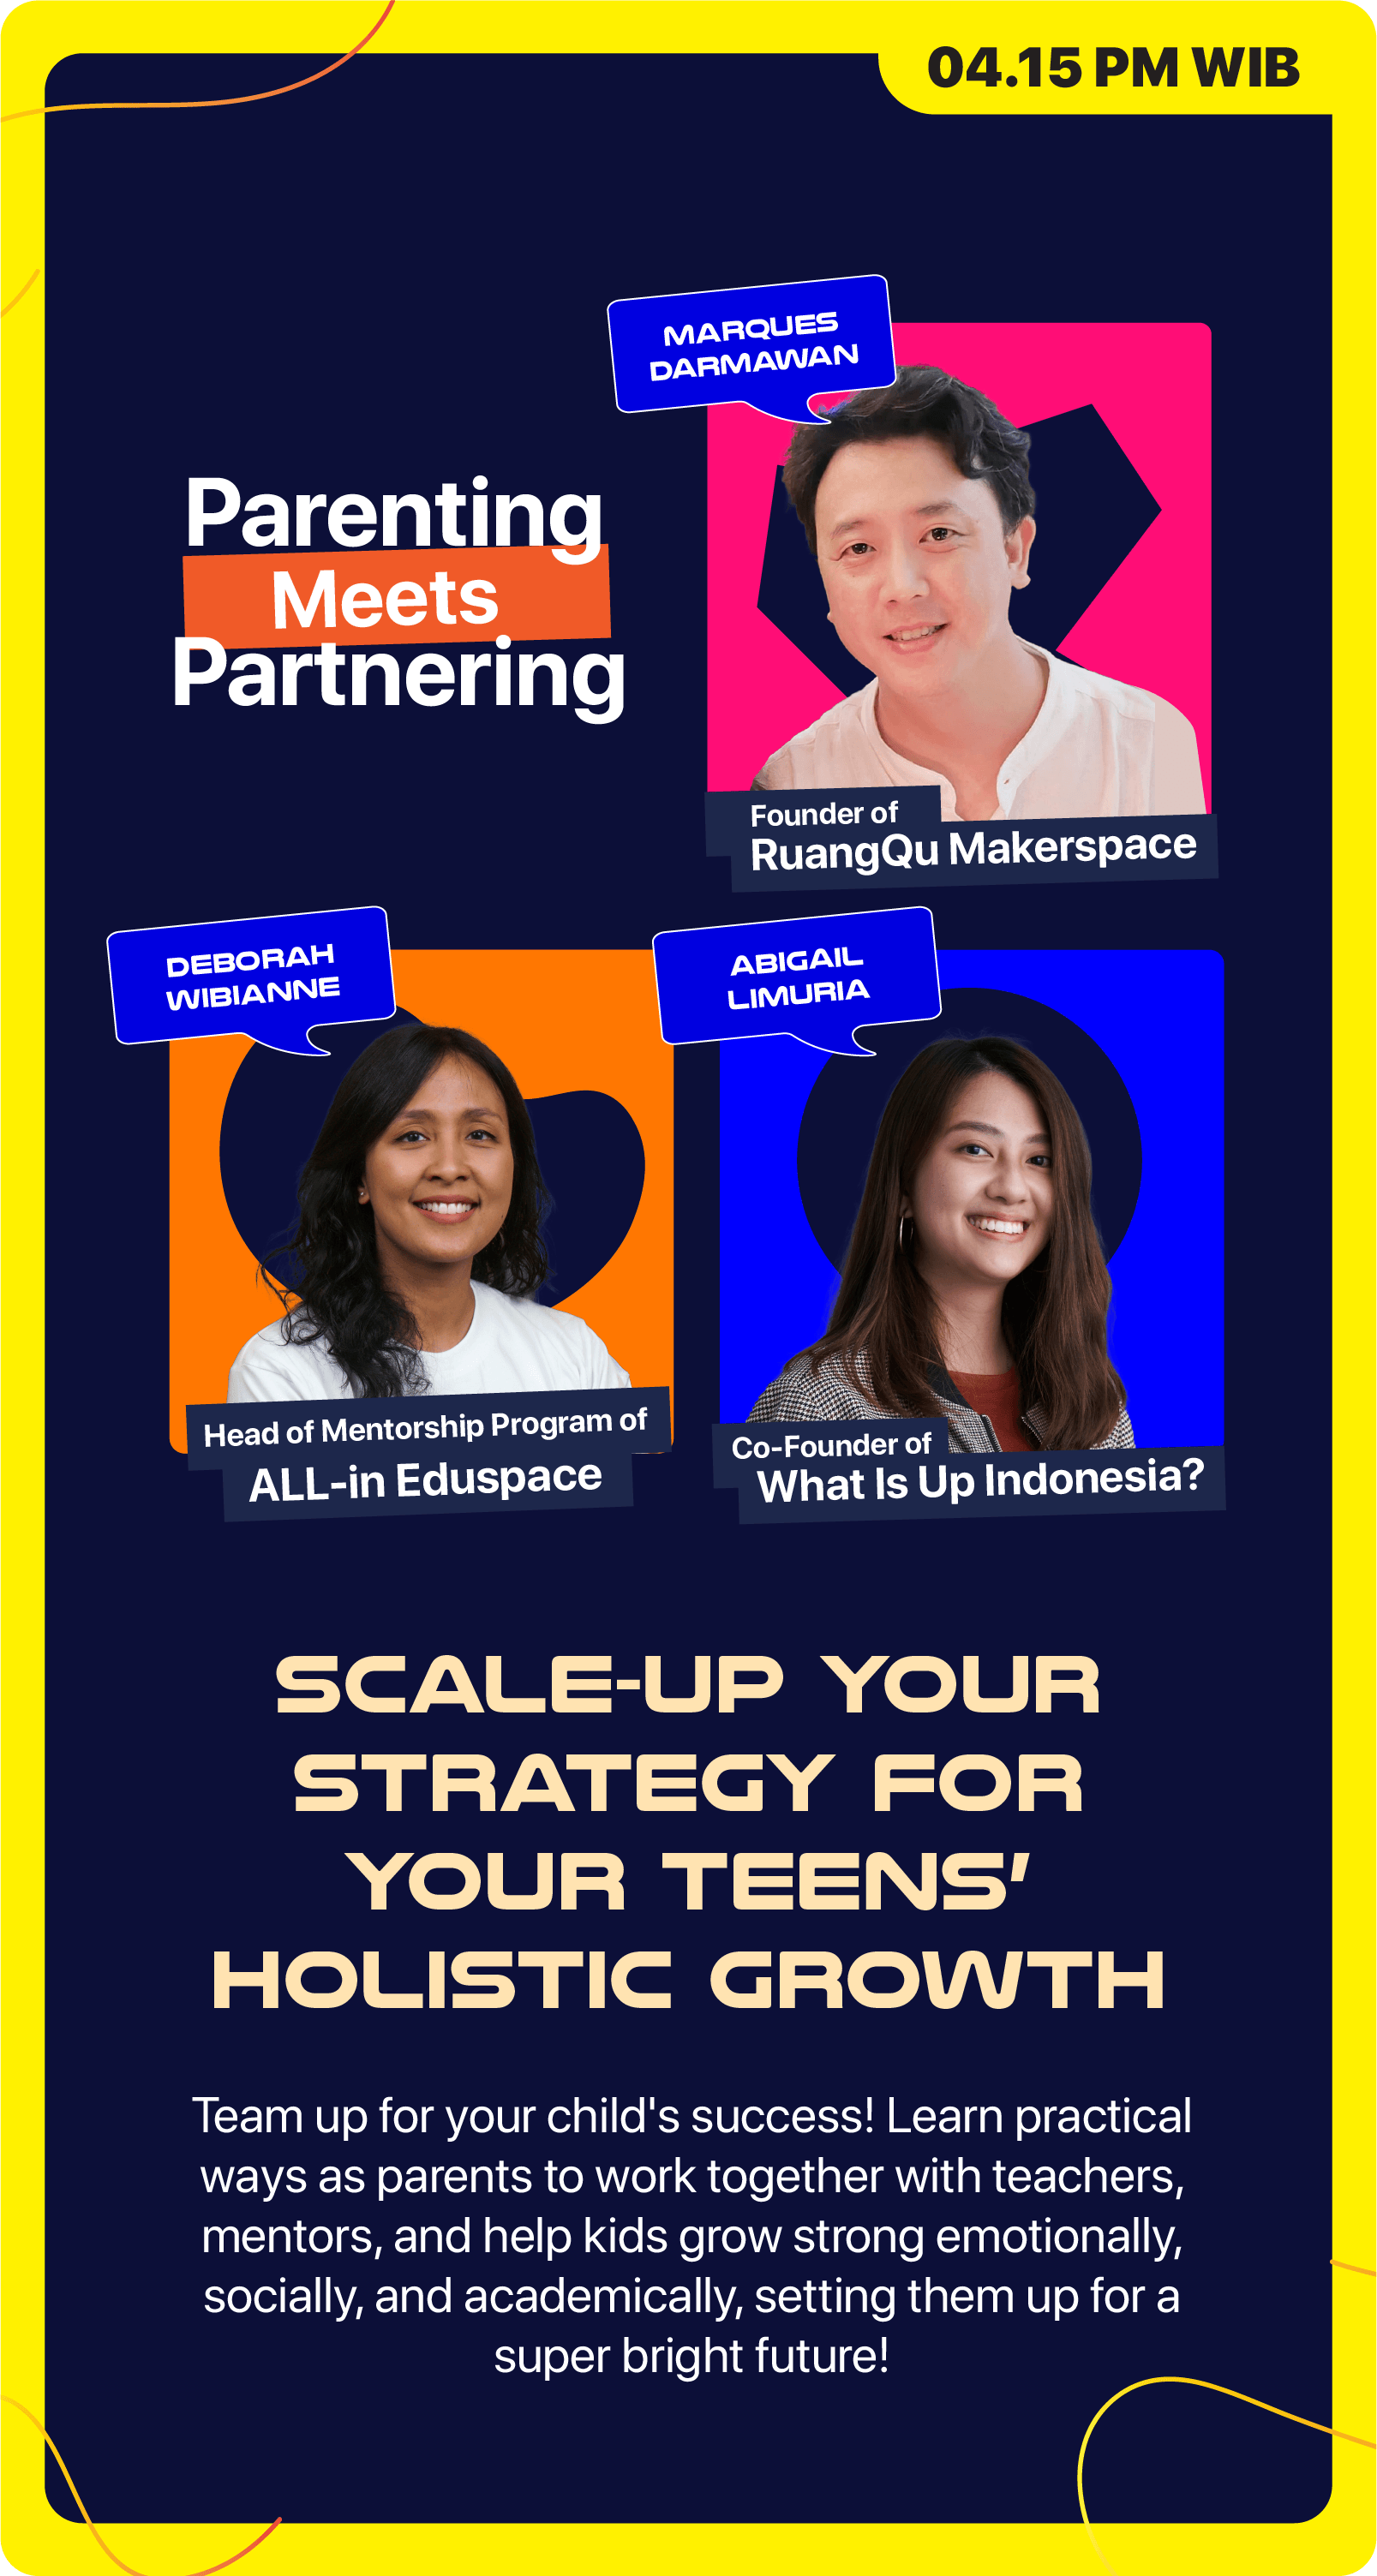 04.15 PM WIB
MARQUES
DARMAWAN
Parenting
Meets
Partnering
Founder of
RuangQu Makerspace
DEBORAH
WIBIANNE
ABIGAIL
LIMURIA
Head of Mentorship Program of
ALL-in Eduspace
Co-Founder of
What Is Up Indonesia?
SCALE-UP YOUR
STRATEGY FOR
YOUR TEENS’
HOLISTIC GROWTH
Team up for your child's success! Learn practical
ways as parents to work together with teachers,
mentors, and help kids grow strong emotionally,
socially, and academically, setting them up for a
super bright future!